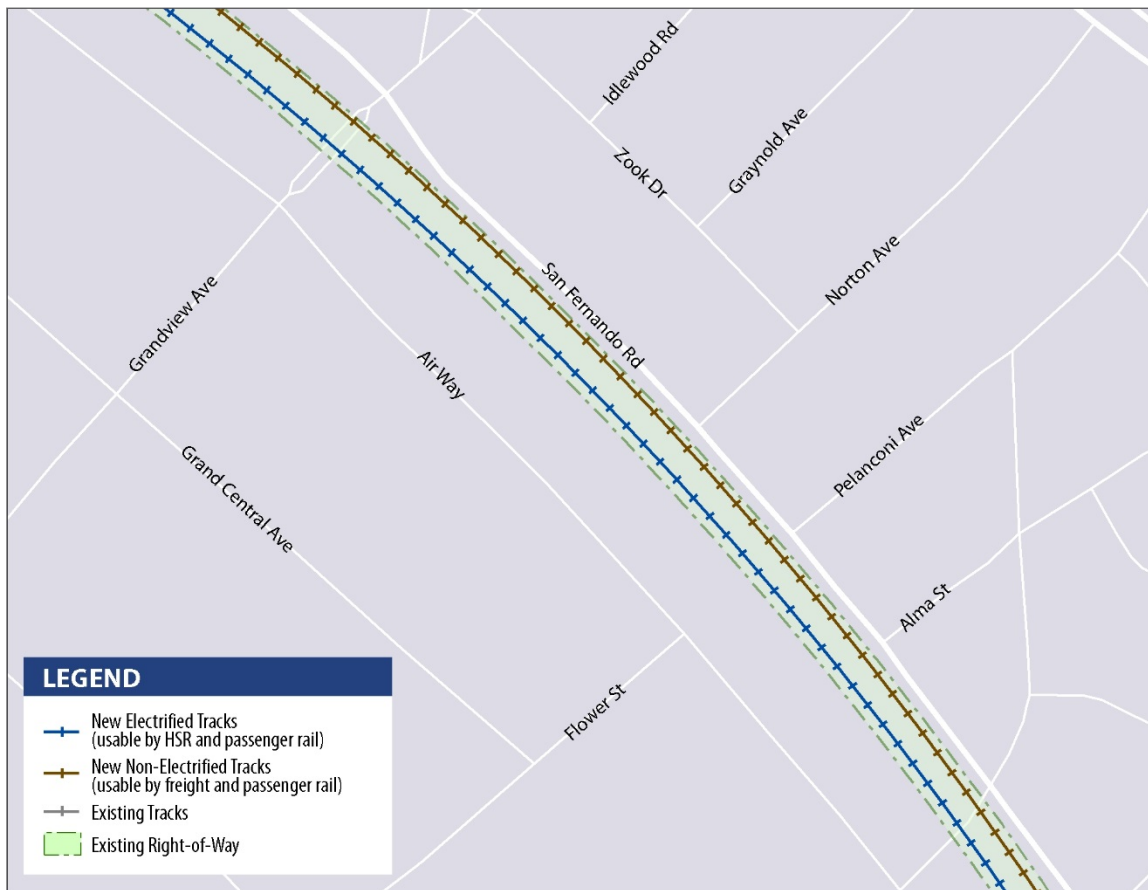 Idlewood Rd
Graynold Ave
Zook Dr
Norton Ave
San Fernando Rd
Grandview Ave
Air Way
Pelanconi Ave
Grand Central Ave
Alma St
Flower St
LEGEND
New Electrified Tracks
(usable by HSR and passenger rail)
New Non-Electrified Tracks
(usable by freight and passenger rail)
Existing Tracks
Existing Right-of-Way